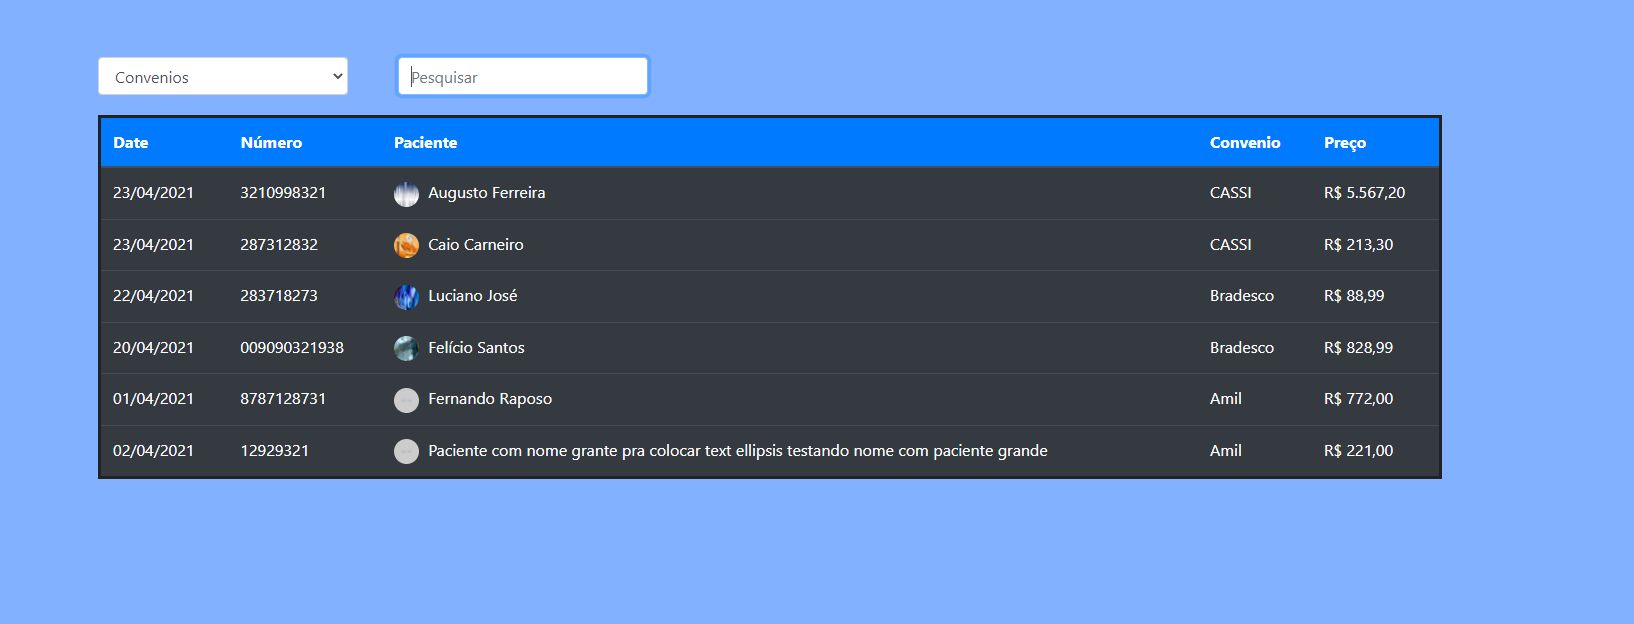 Convenios Pesquisar
Date Número Paciente Convenio Preço
23/04/2021 3210998321 Augusto Ferreira CASSI R$ 5.567,20
23/04/2021 287312832 Caio Carneiro CASSI R$ 213,30
22/04/2021 283718273 Luciano José Bradesco R$ 88,99
20/04/2021 009090321938 Felício Santos Bradesco R$ 828,99
01/04/2021 8787128731 Fernando Raposo Amil R$ 772,00
02/04/2021 12929321 Paciente com nome grante pra colocar text ellipsis testando nome com paciente grande Amil R$ 221,00